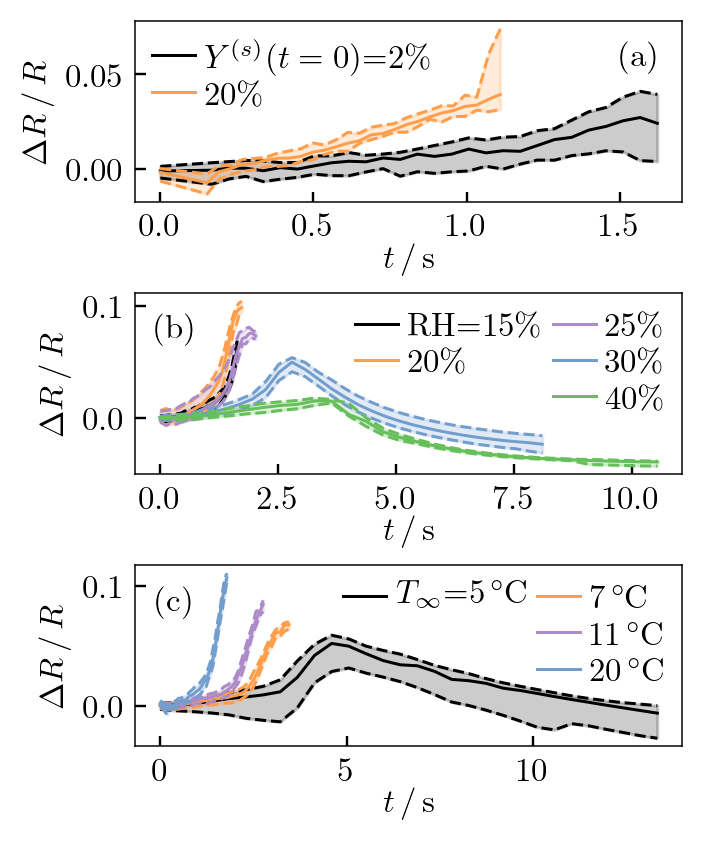 Y^(s)(t = 0)=2%
20%
(a)
ΔR / R
0.05
0.00
0.0 0.5 1.0 1.5
t / s
(b)
RH=15%
20%
25%
30%
40%
ΔR / R
0.1
0.0
0.0 2.5 5.0 7.5 10.0
t / s
(c)
T∞=5 °C
7 °C
11 °C
20 °C
ΔR / R
0.1
0.0
0 5 10
t / s